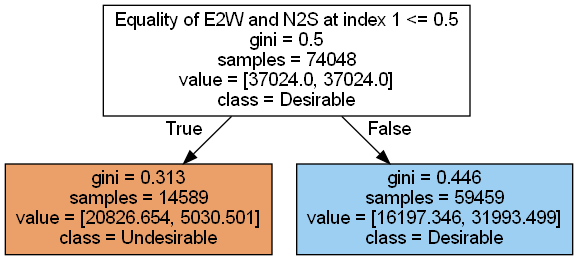 Equality of E2W and N2S at index 1 <= 0.5
gini = 0.5
samples = 74048
value = [37024.0, 37024.0]
class = Desirable
True
False
gini = 0.313
samples = 14589
value = [20826.654, 5030.501]
class = Undesirable
gini = 0.446
samples = 59459
value = [16197.346, 31993.499]
class = Desirable